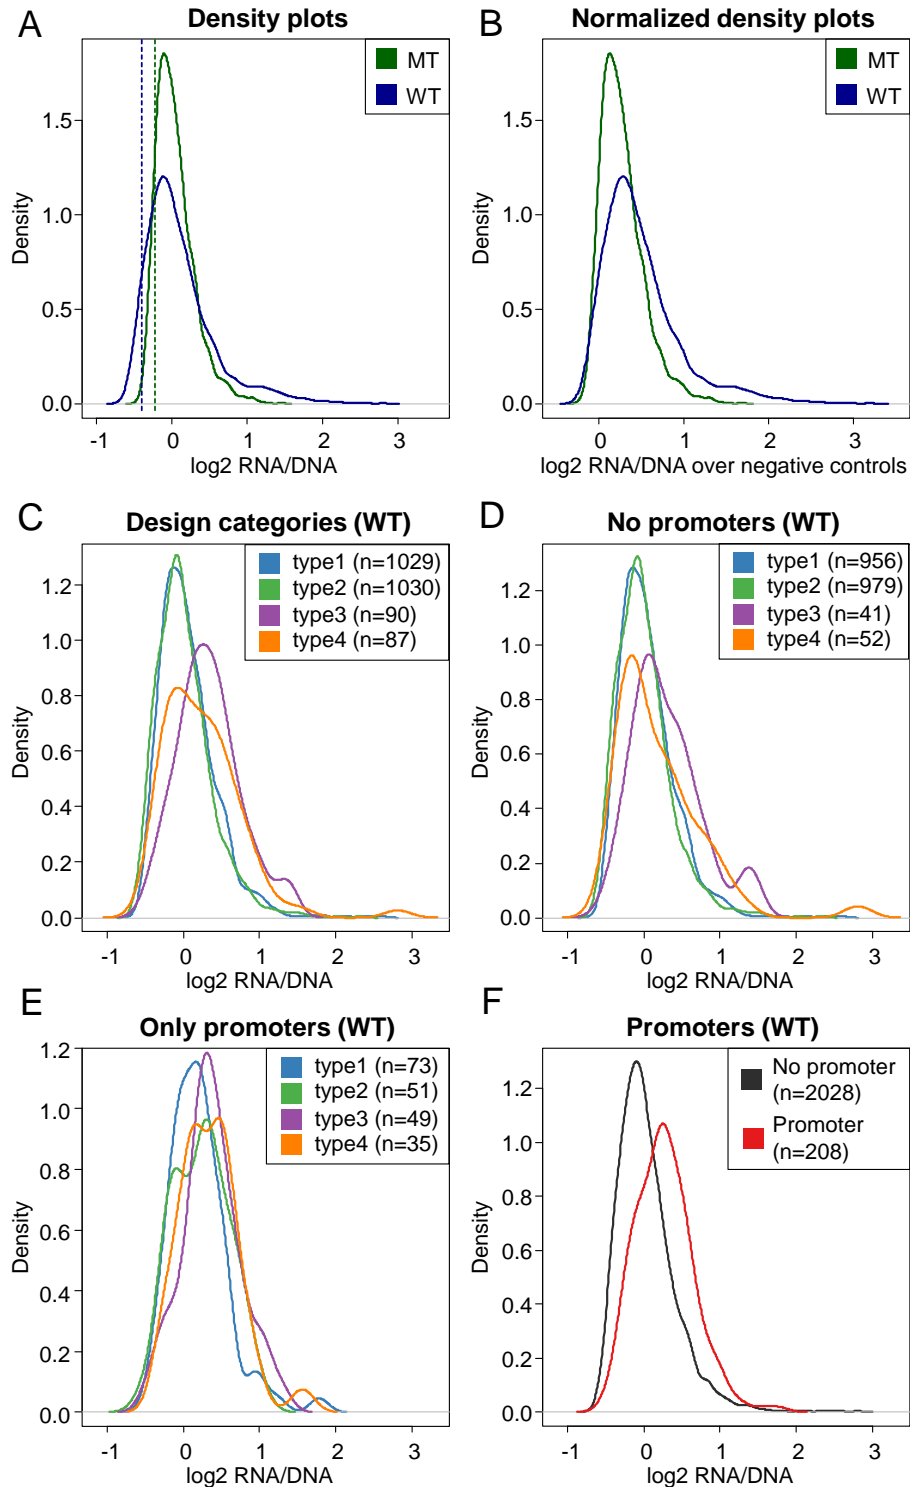 A
Density plots
MT
WT
Density
0.0
0.5
1.0
1.5
-1
0
1
2
3
log2 RNA/DNA
B
Normalized density plots
MT
WT
Density
0.0
0.5
1.0
1.5
0
1
2
3
log2 RNA/DNA over negative controls
C
Design categories (WT)
type1 (n=1029)
type2 (n=1030)
type3 (n=90)
type4 (n=87)
Density
0.0
0.2
0.4
0.6
0.8
1.0
1.2
-1
0
1
2
3
log2 RNA/DNA
D
No promoters (WT)
type1 (n=956)
type2 (n=979)
type3 (n=41)
type4 (n=52)
Density
0.0
0.2
0.4
0.6
0.8
1.0
1.2
-1
0
1
2
3
log2 RNA/DNA
E
Only promoters (WT)
type1 (n=73)
type2 (n=51)
type3 (n=49)
type4 (n=35)
Density
0.0
0.2
0.4
0.6
0.8
1.0
1.2
-1
0
1
2
3
log2 RNA/DNA
F
Promoters (WT)
No promoter
(n=2028)
Promoter
(n=208)
Density
0.0
0.2
0.4
0.6
0.8
1.0
1.2
-1
0
1
2
3
log2 RNA/DNA